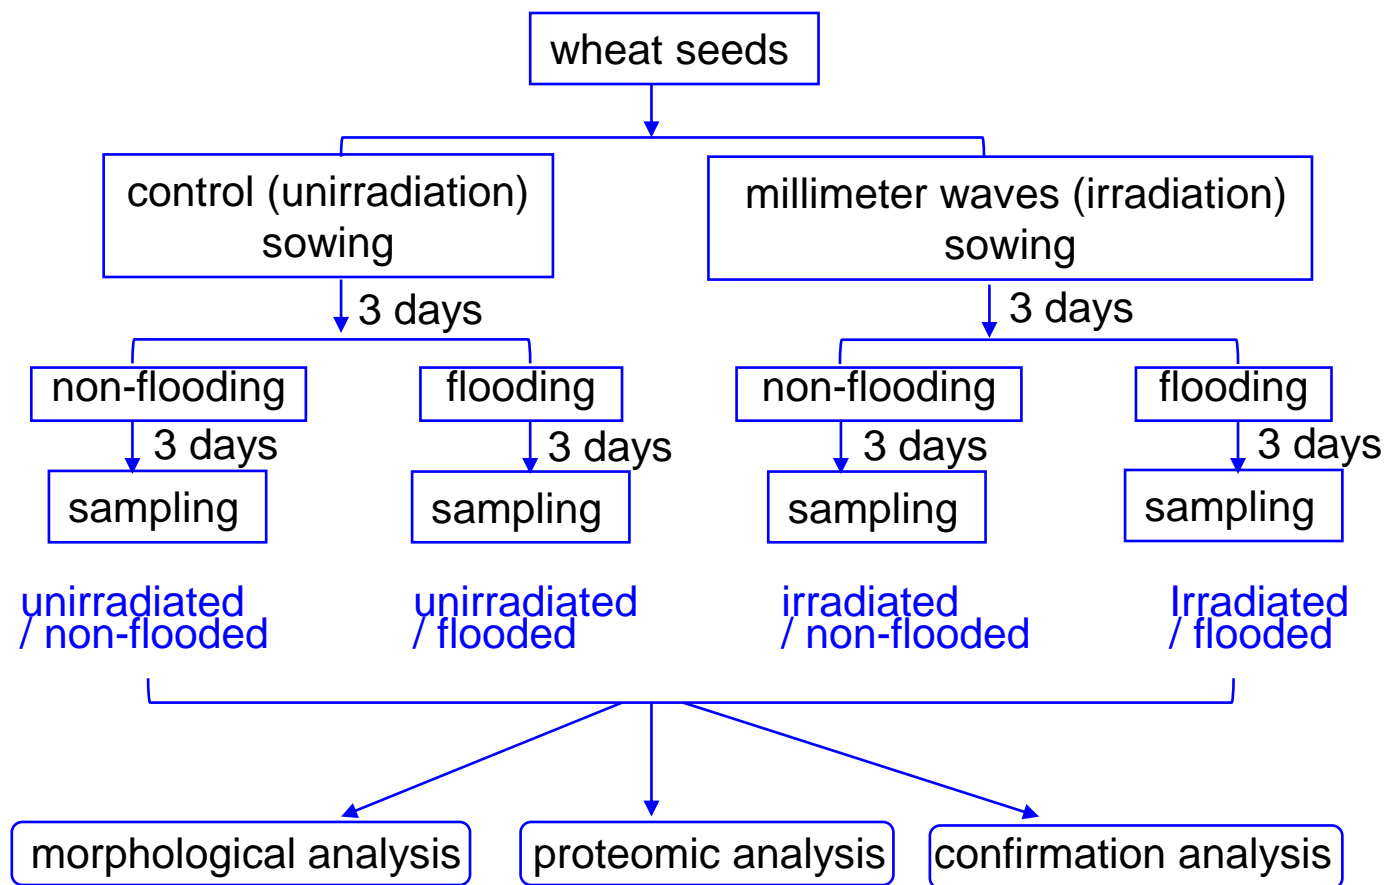 wheat seeds
control (unirradiation)
sowing
millimeter waves (irradiation)
sowing
3 days
3 days
non-flooding
flooding
non-flooding
flooding
3 days
3 days
3 days
3 days
sampling
sampling
sampling
sampling
unirradiated
/ non-flooded
unirradiated
/ flooded
irradiated
/ non-flooded
Irradiated
/ flooded
morphological analysis
proteomic analysis
confirmation analysis